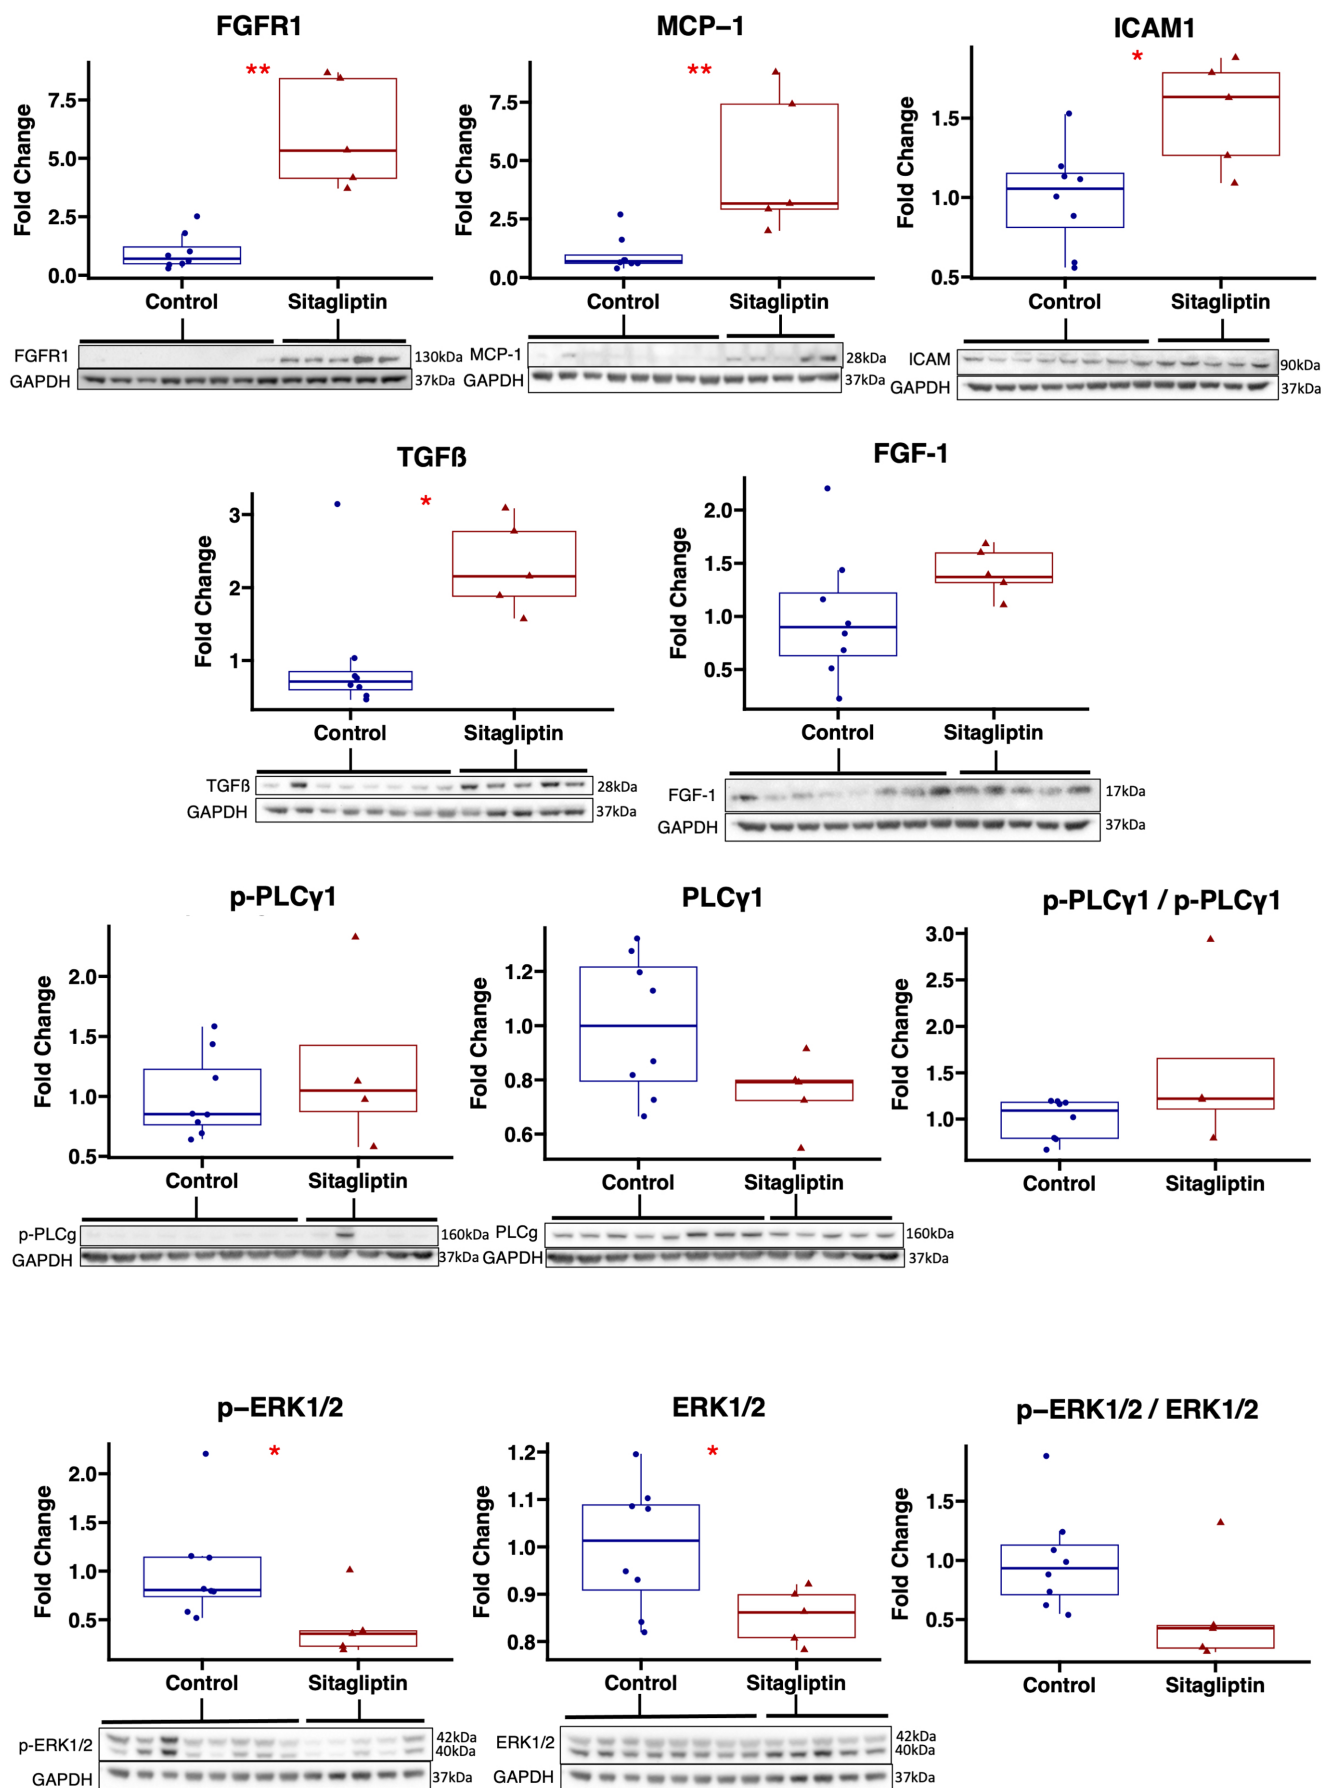 FGFR1 MCP–1 ICAM1
** ** *
Fold Change Fold Change Fold Change
7.5 7.5 1.5
5.0 5.0 1.0
2.5 2.5 0.5
0.0 0.0
Control Sitagliptin Control Sitagliptin Control Sitagliptin
FGFR1 130kDa MCP-1 28kDa ICAM 90kDa
GAPDH 37kDa GAPDH 37kDa GAPDH 37kDa
TGFß FGF-1
*
Fold Change Fold Change
3 2.0
2 1.5
1 1.0
0.5
Control Sitagliptin Control Sitagliptin
TGFß 28kDa FGF-1 17kDa
GAPDH 37kDa GAPDH 37kDa
p-PLCγ1 PLCγ1 p-PLCγ1 / p-PLCγ1
Fold Change Fold Change Fold Change
2.0 1.2 3.0
1.5 1.0 2.5
1.0 0.8 2.0
0.5 0.6 1.5
1.0
Control Sitagliptin Control Sitagliptin Control Sitagliptin
p-PLCg 160kDa PLCg 160kDa
GAPDH 37kDa GAPDH 37kDa
p–ERK1/2 ERK1/2 p–ERK1/2 / ERK1/2
* *
Fold Change Fold Change Fold Change
2.0 1.2 1.5
1.5 1.1 1.0
1.0 1.0 0.5
0.5 0.9
0.8
Control Sitagliptin Control Sitagliptin Control Sitagliptin
p-ERK1/2 42kDa ERK1/2 42kDa
40kDa 40kDa
GAPDH 37kDa GAPDH 37kDa